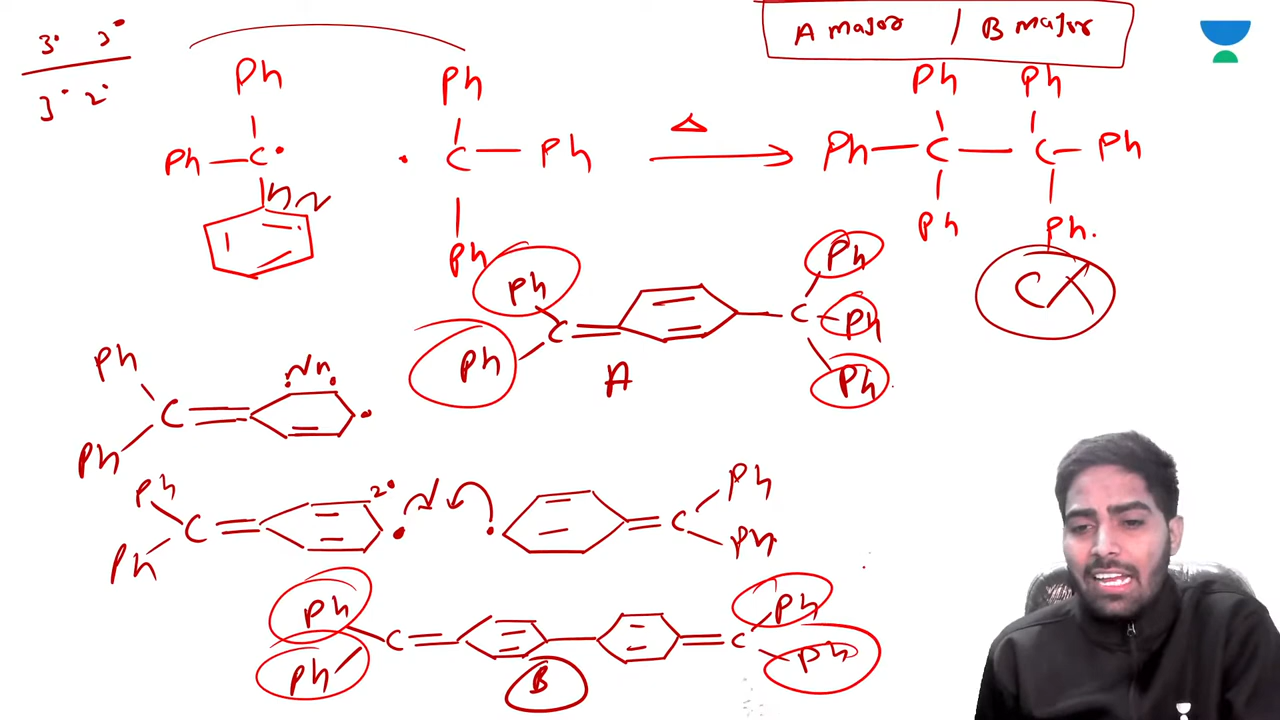 3° 3°
3° 2°
A major / B major
Ph Ph Ph Ph
Ph — C • • C — Ph Δ Ph — C — C — Ph
Ph Ph Ph.
Ph Ph CX
C C Ph
Ph A Ph
Ph
C
Ph
Ph 2° Ph
C C
Ph Ph
Ph Ph
C C
Ph B Ph